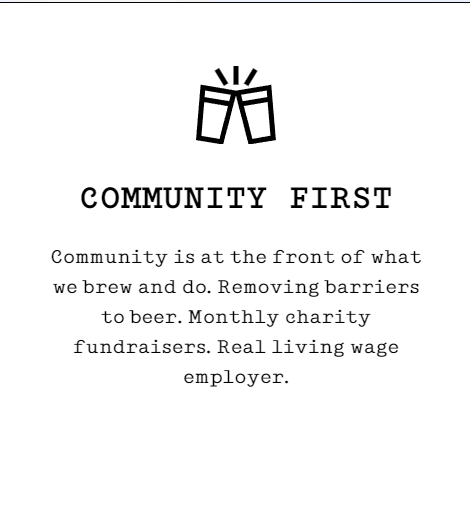 COMMUNITY FIRST
Community is at the front of what
we brew and do. Removing barriers
to beer. Monthly charity
fundraisers. Real living wage
employer.